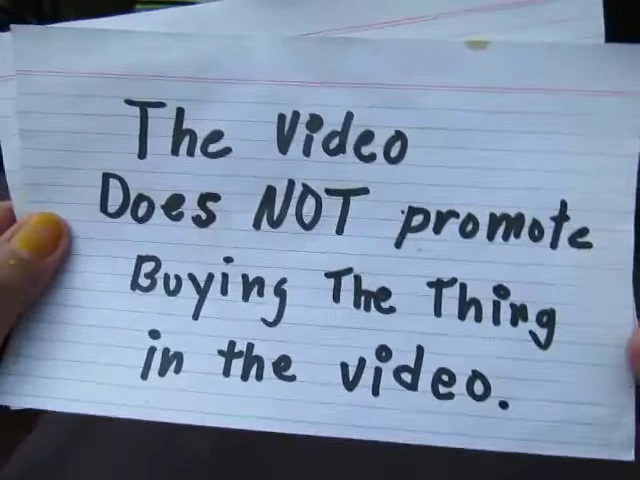 The Video
Does NOT promote
Buying The Thing
in the video.